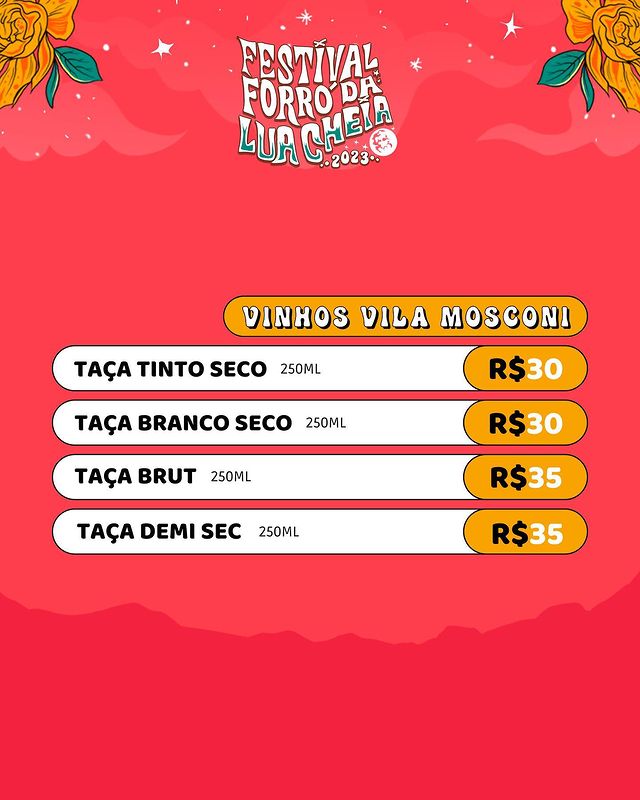 FESTIVAL
FORRÓ DA
LUA CHEIA
2023
VINHOS VILA MOSCONI
TAÇA TINTO SECO 250ML R$30
TAÇA BRANCO SECO 250ML R$30
TAÇA BRUT 250ML R$35
TAÇA DEMI SEC 250ML R$35